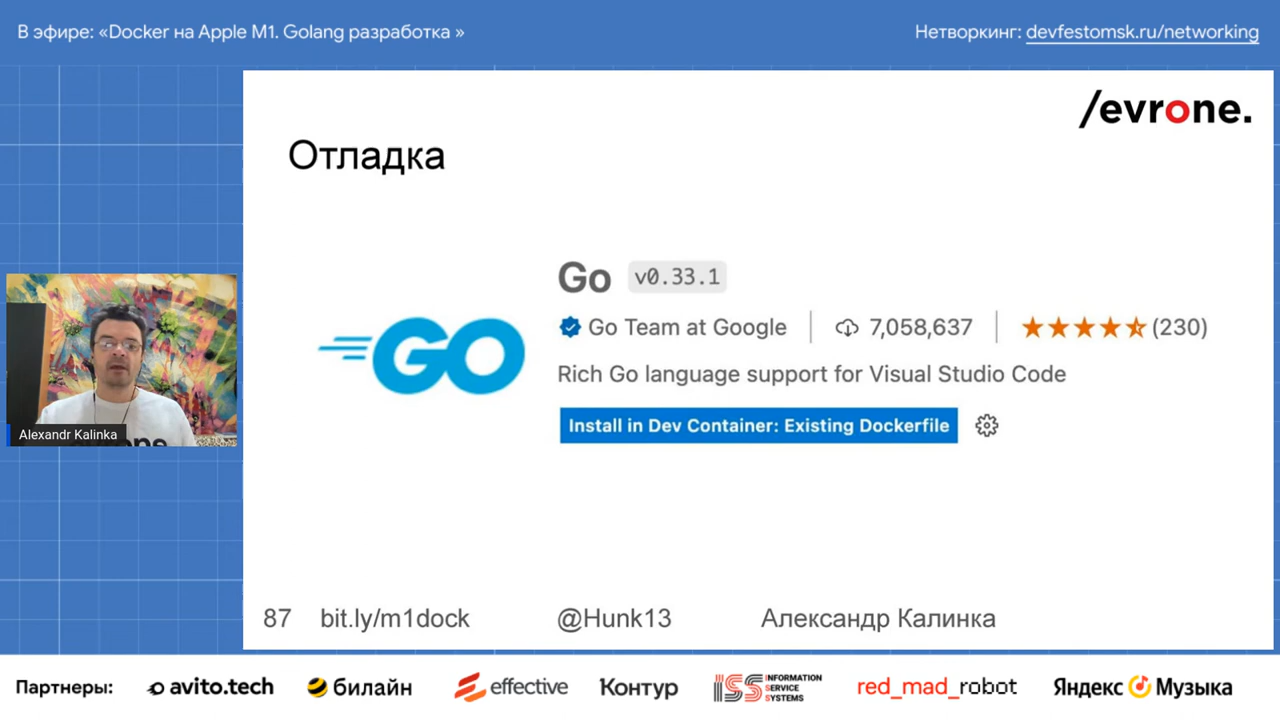 В эфире: «Docker на Apple M1. Golang разработка »
Нетворкинг: devfestomsk.ru/networking
/evrone.
Отладка
GO
Go v0.33.1
Go Team at Google 7,058,637 (230)
Rich Go language support for Visual Studio Code
Install in Dev Container: Existing Dockerfile
Alexandr Kalinka
87 bit.ly/m1dock @Hunk13 Александр Калинка
Партнеры: avito.tech билайн effective Контур ISS INFORMATION SERVICE SYSTEMS red_mad_robot Яндекс Музыка